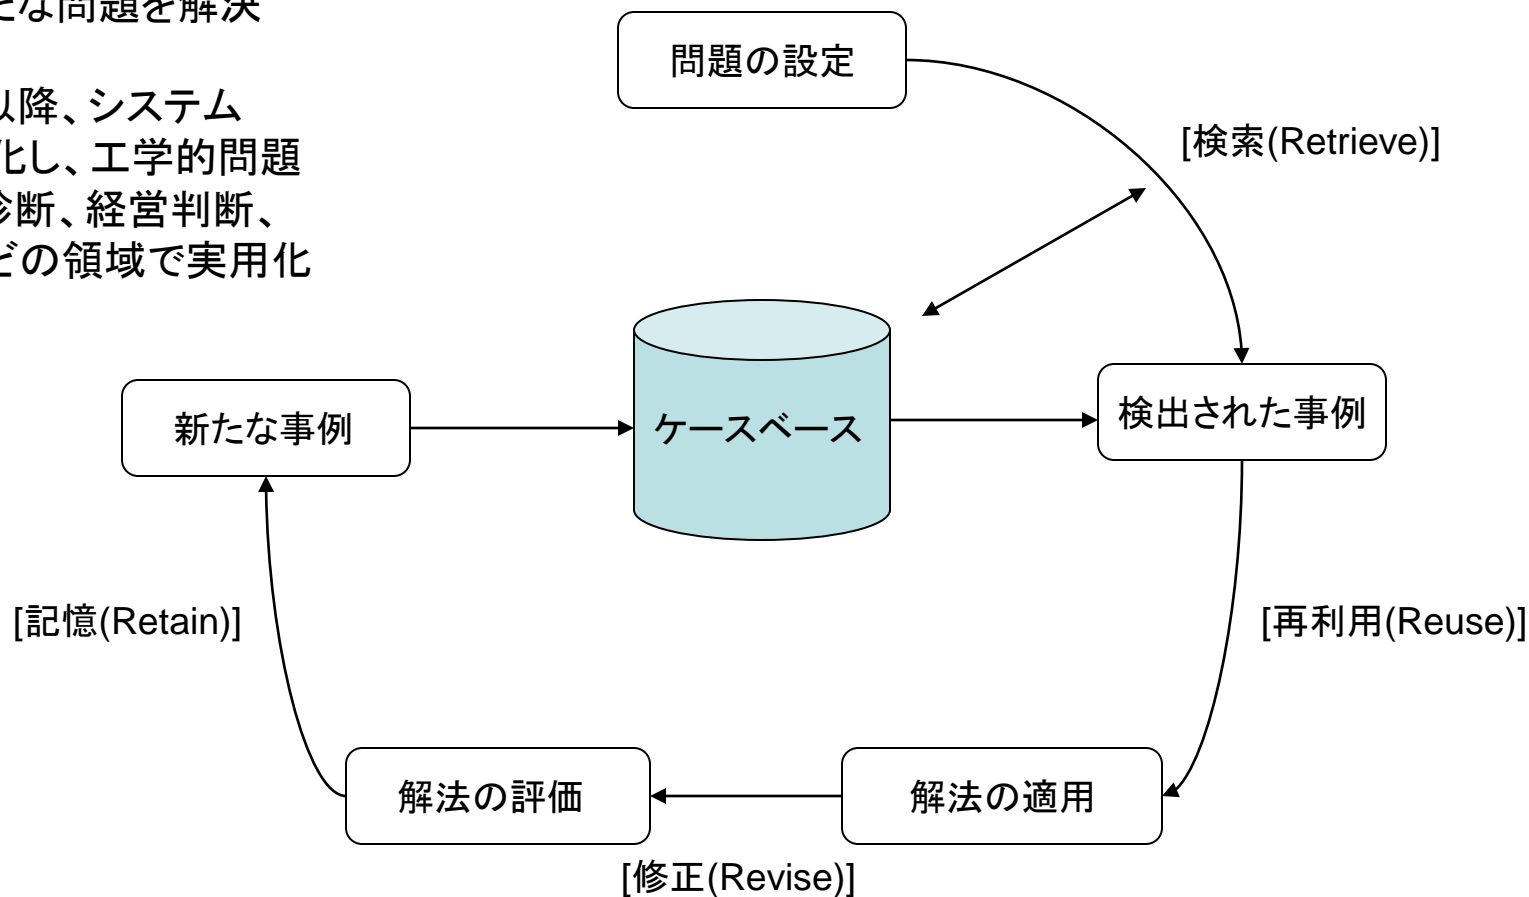 たな問題を解決
以降、システム
化し、工学的問題
診断、経営判断、
どの領域で実用化
問題の設定
[検索(Retrieve)]
新たな事例
ケースベース
検出された事例
[記憶(Retain)]
[再利用(Reuse)]
解法の評価
解法の適用
[修正(Revise)]